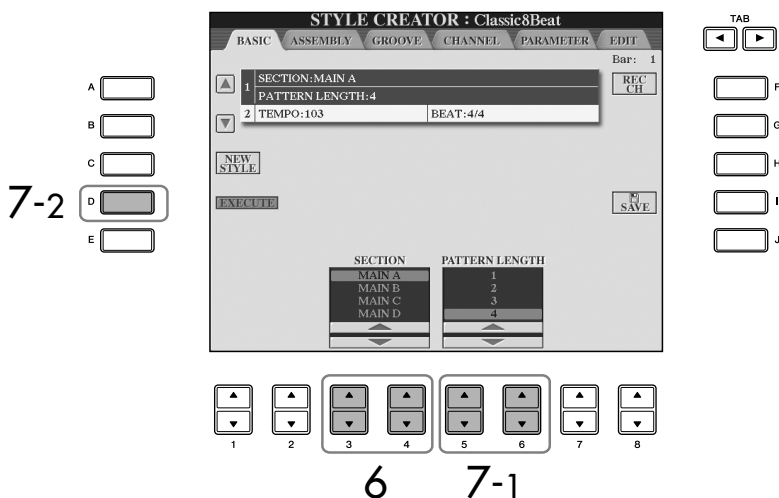 STYLE CREATOR : Classic8Beat
BASIC ASSEMBLY GROOVE CHANNEL PARAMETER EDIT
TAB
Bar: 1
1 SECTION:MAIN A
PATTERN LENGTH:4
REC CH
2 TEMPO:103 BEAT:4/4
NEW STYLE
EXECUTE
SAVE
A
B
C
7-2 D
E
F
G
H
I
J
SECTION PATTERN LENGTH
MAIN A 1
MAIN B 2
MAIN C 3
MAIN D 4
1 2 3 4 5 6 7 8
6 7-1